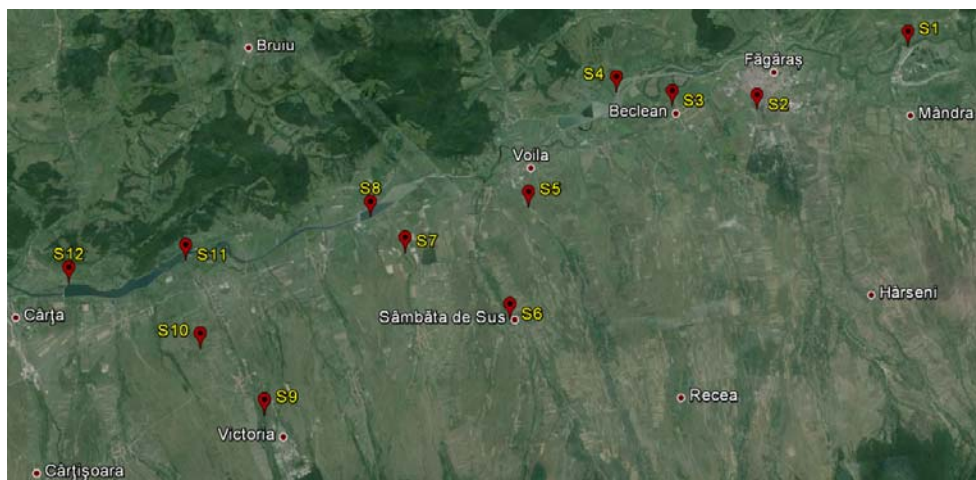 S1
Bruiu
Făgăraș
S4
S3
S2
Beclean
Mândra
Voila
S5
S8
S7
S11
S12
Hârseni
Cârța
Sâmbăta de Sus
S6
S10
S9
Recea
Victoria
Cârțișoara